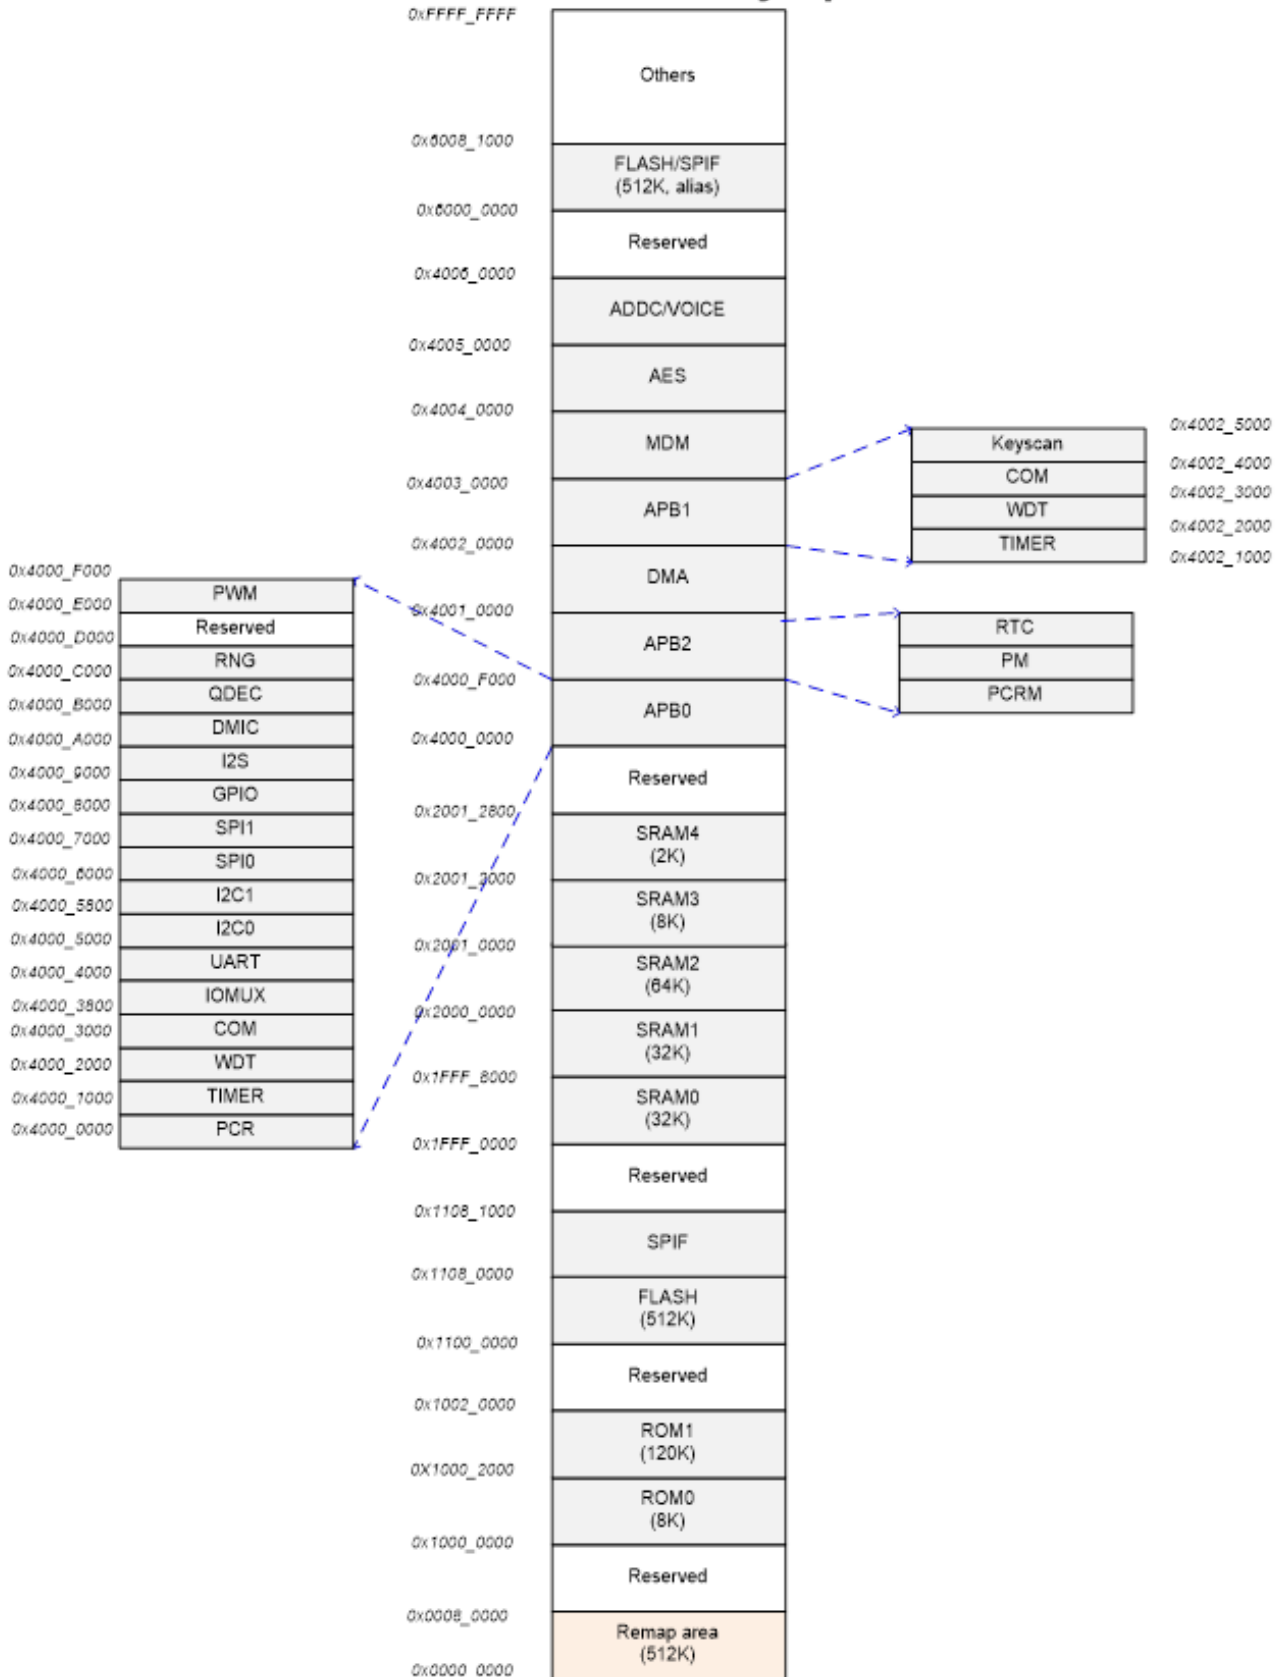 0xFFFF_FFFF
Others
0x6008_1000
FLASH/SPIF
(512K, alias)
0x6000_0000
Reserved
0x4006_0000
ADDC/VOICE
0x4005_0000
AES
0x4004_0000
MDM
0x4003_0000
APB1
0x4002_0000
DMA
0x4001_0000
APB2
0x4000_F000
APB0
0x4000_0000
Reserved
0x2001_2800
SRAM4
(2K)
0x2001_2000
SRAM3
(8K)
0x2001_0000
SRAM2
(64K)
0x2000_0000
SRAM1
(32K)
0x1FFF_8000
SRAM0
(32K)
0x1FFF_0000
Reserved
0x1108_1000
SPIF
0x1108_0000
FLASH
(512K)
0x1100_0000
Reserved
0x1002_0000
ROM1
(120K)
0X1000_2000
ROM0
(8K)
0x1000_0000
Reserved
0x0008_0000
Remap area
(512K)
0x0000_0000
0x4002_5000
Keyscan
0x4002_4000
COM
0x4002_3000
WDT
0x4002_2000
TIMER
0x4002_1000
RTC
PM
PCRM
0x4000_F000
PWM
0x4000_E000
Reserved
0x4000_D000
RNG
0x4000_C000
QDEC
0x4000_B000
DMIC
0x4000_A000
I2S
0x4000_9000
GPIO
0x4000_8000
SPI1
0x4000_7000
SPI0
0x4000_6000
I2C1
0x4000_5800
I2C0
0x4000_5000
UART
0x4000_4000
IOMUX
0x4000_3800
COM
0x4000_3000
WDT
0x4000_2000
TIMER
0x4000_1000
PCR
0x4000_0000